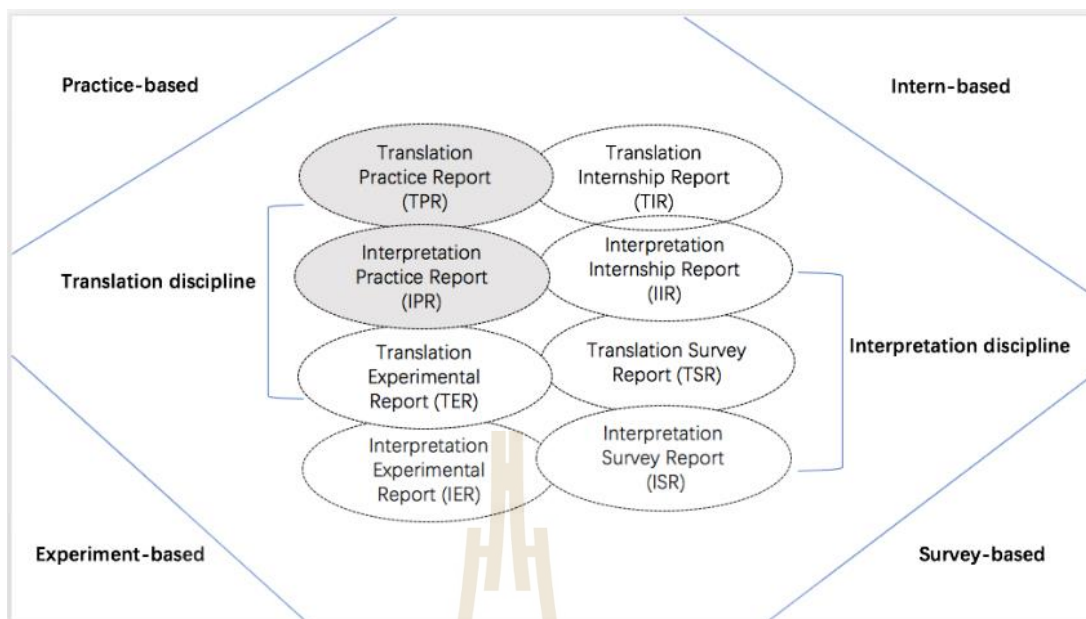 Practice-based
Intern-based
Translation
Practice Report
(TPR)
Translation
Internship Report
(TIR)
Interpretation
Practice Report
(IPR)
Interpretation
Internship Report
(IIR)
Translation discipline
Interpretation discipline
Translation
Experimental
Report (TER)
Translation Survey
Report (TSR)
Interpretation
Experimental
Report (IER)
Interpretation
Survey Report
(ISR)
Experiment-based
Survey-based